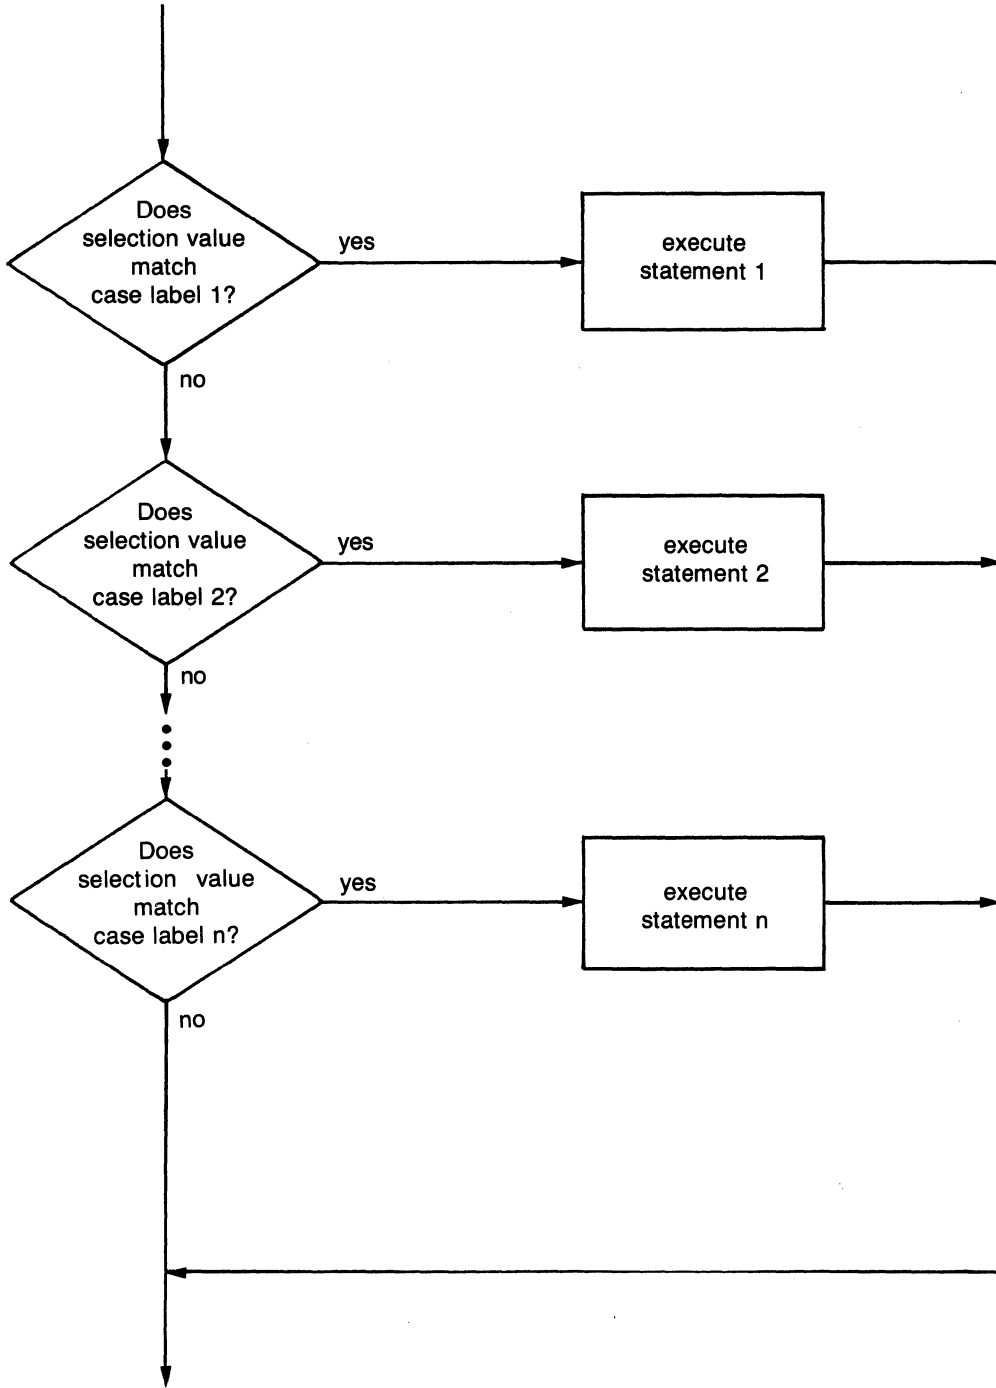 Does
selection value
match
case label 1?
yes
execute
statement 1
no
Does
selection value
match
case label 2?
yes
execute
statement 2
no
Does
selection value
match
case label n?
yes
execute
statement n
no